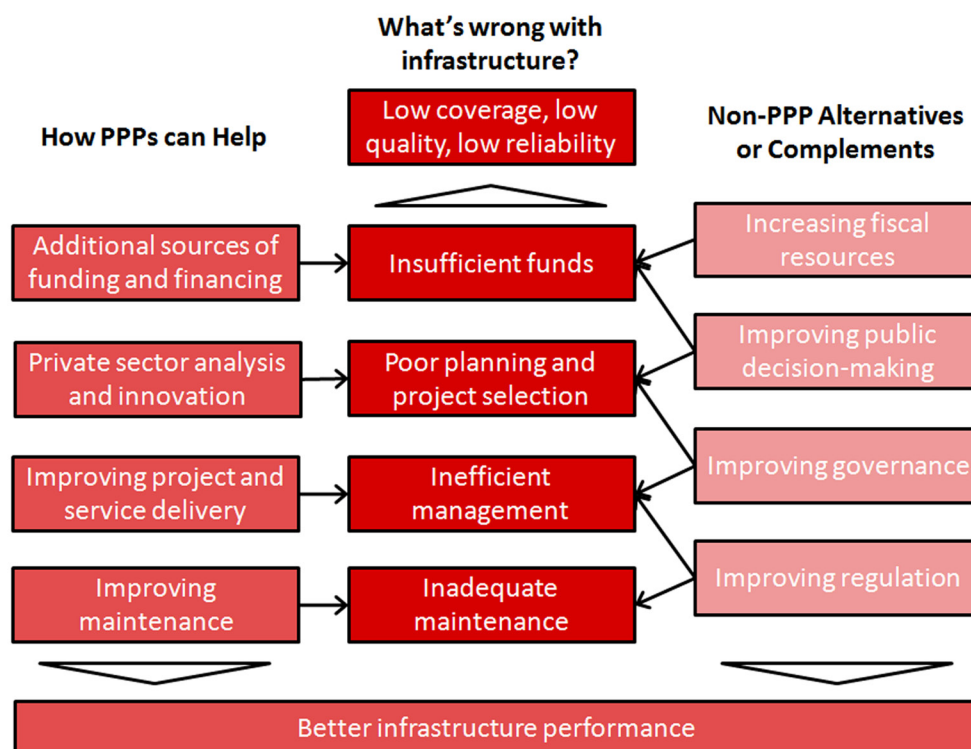 What's wrong with
infrastructure?
Low coverage, low
quality, low reliability
How PPPs can Help
Non-PPP Alternatives
or Complements
Additional sources of
funding and financing
Insufficient funds
Increasing fiscal
resources
Private sector analysis
and innovation
Poor planning and
project selection
Improving public
decision-making
Improving project and
service delivery
Inefficient
management
Improving governance
Improving
maintenance
Inadequate
maintenance
Improving regulation
Better infrastructure performance